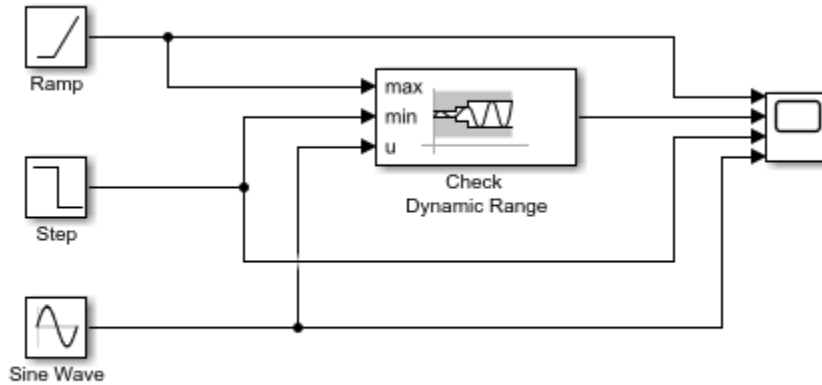 Ramp
max
min
u
Check
Dynamic Range
Step
Sine Wave